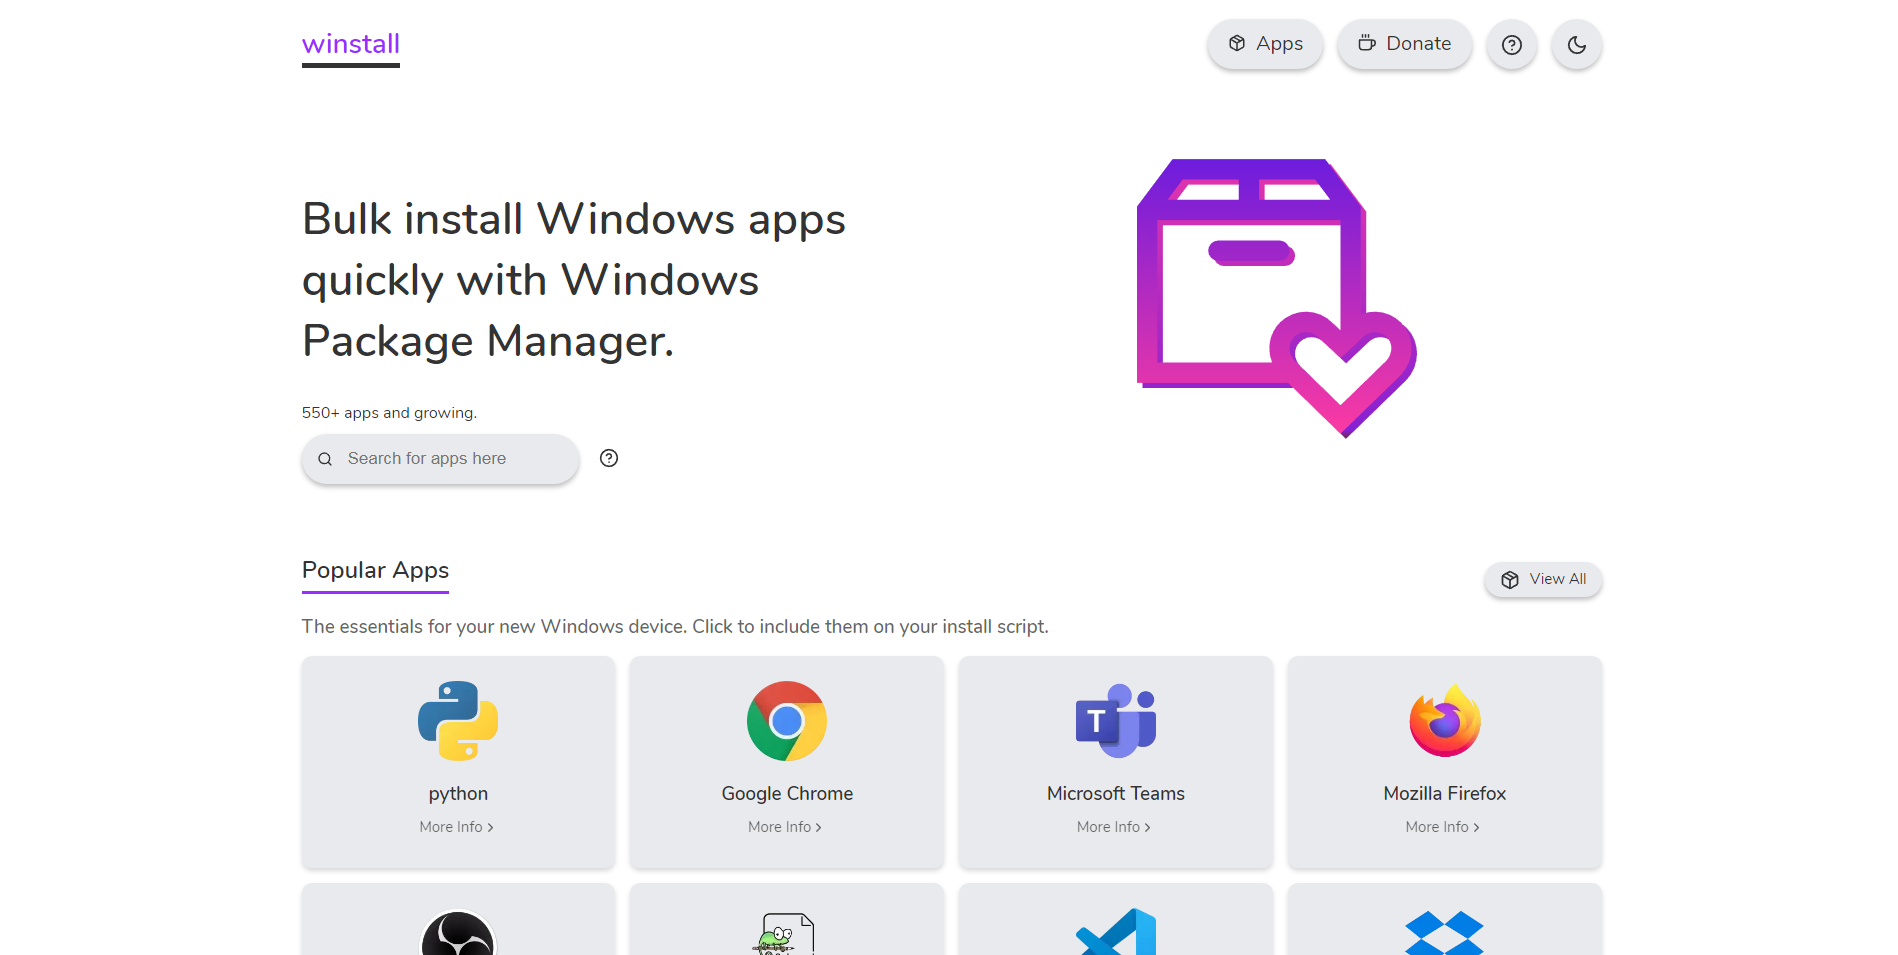 winstall
Apps
Donate
Bulk install Windows apps
quickly with Windows
Package Manager.
550+ apps and growing.
Search for apps here
Popular Apps
View All
The essentials for your new Windows device. Click to include them on your install script.
T
python
Google Chrome
Microsoft Teams
Mozilla Firefox
More Info
More Info
More Info
More Info